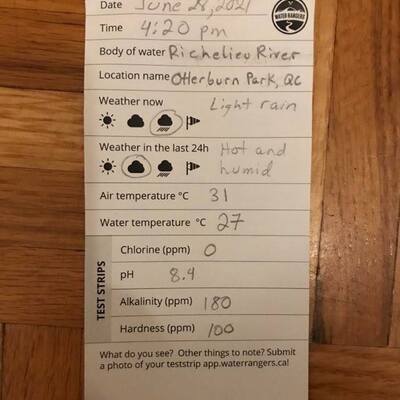 Date June 28, 2021
Time 4:20 pm
WATER RANGERS
Body of water Richelieu River
Location name Otterburn Park, QC
Weather now Light rain
Weather in the last 24h Hot and
humid
Air temperature °C 31
Water temperature °C 27
TEST STRIPS
Chlorine (ppm) 0
pH 8.4
Alkalinity (ppm) 180
Hardness (ppm) 100
What do you see? Other things to note? Submit
a photo of your teststrip app.waterrangers.ca!